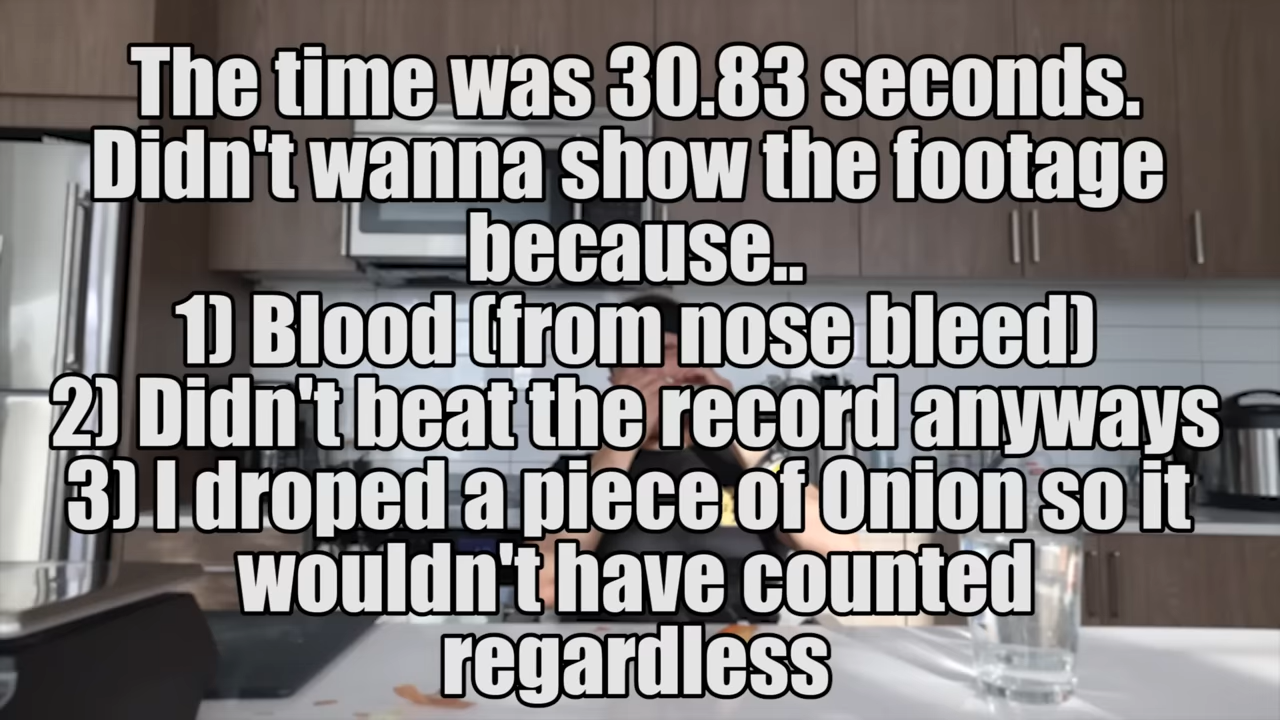 The time was 30.83 seconds.
Didn't wanna show the footage
because..
1) Blood (from nose bleed)
2) Didn't beat the record anyways
3) I droped a piece of Onion so it
wouldn't have counted
regardless